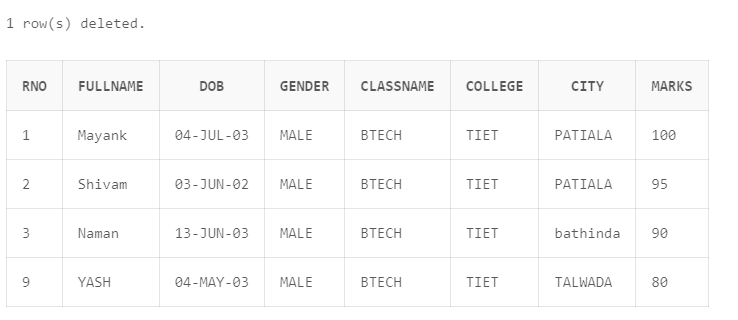 1 row(s) deleted.
RNO FULLNAME DOB GENDER CLASSNAME COLLEGE CITY MARKS
1 Mayank 04-JUL-03 MALE BTECH TIET PATIALA 100
2 Shivam 03-JUN-02 MALE BTECH TIET PATIALA 95
3 Naman 13-JUN-03 MALE BTECH TIET bathinda 90
9 YASH 04-MAY-03 MALE BTECH TIET TALWADA 80